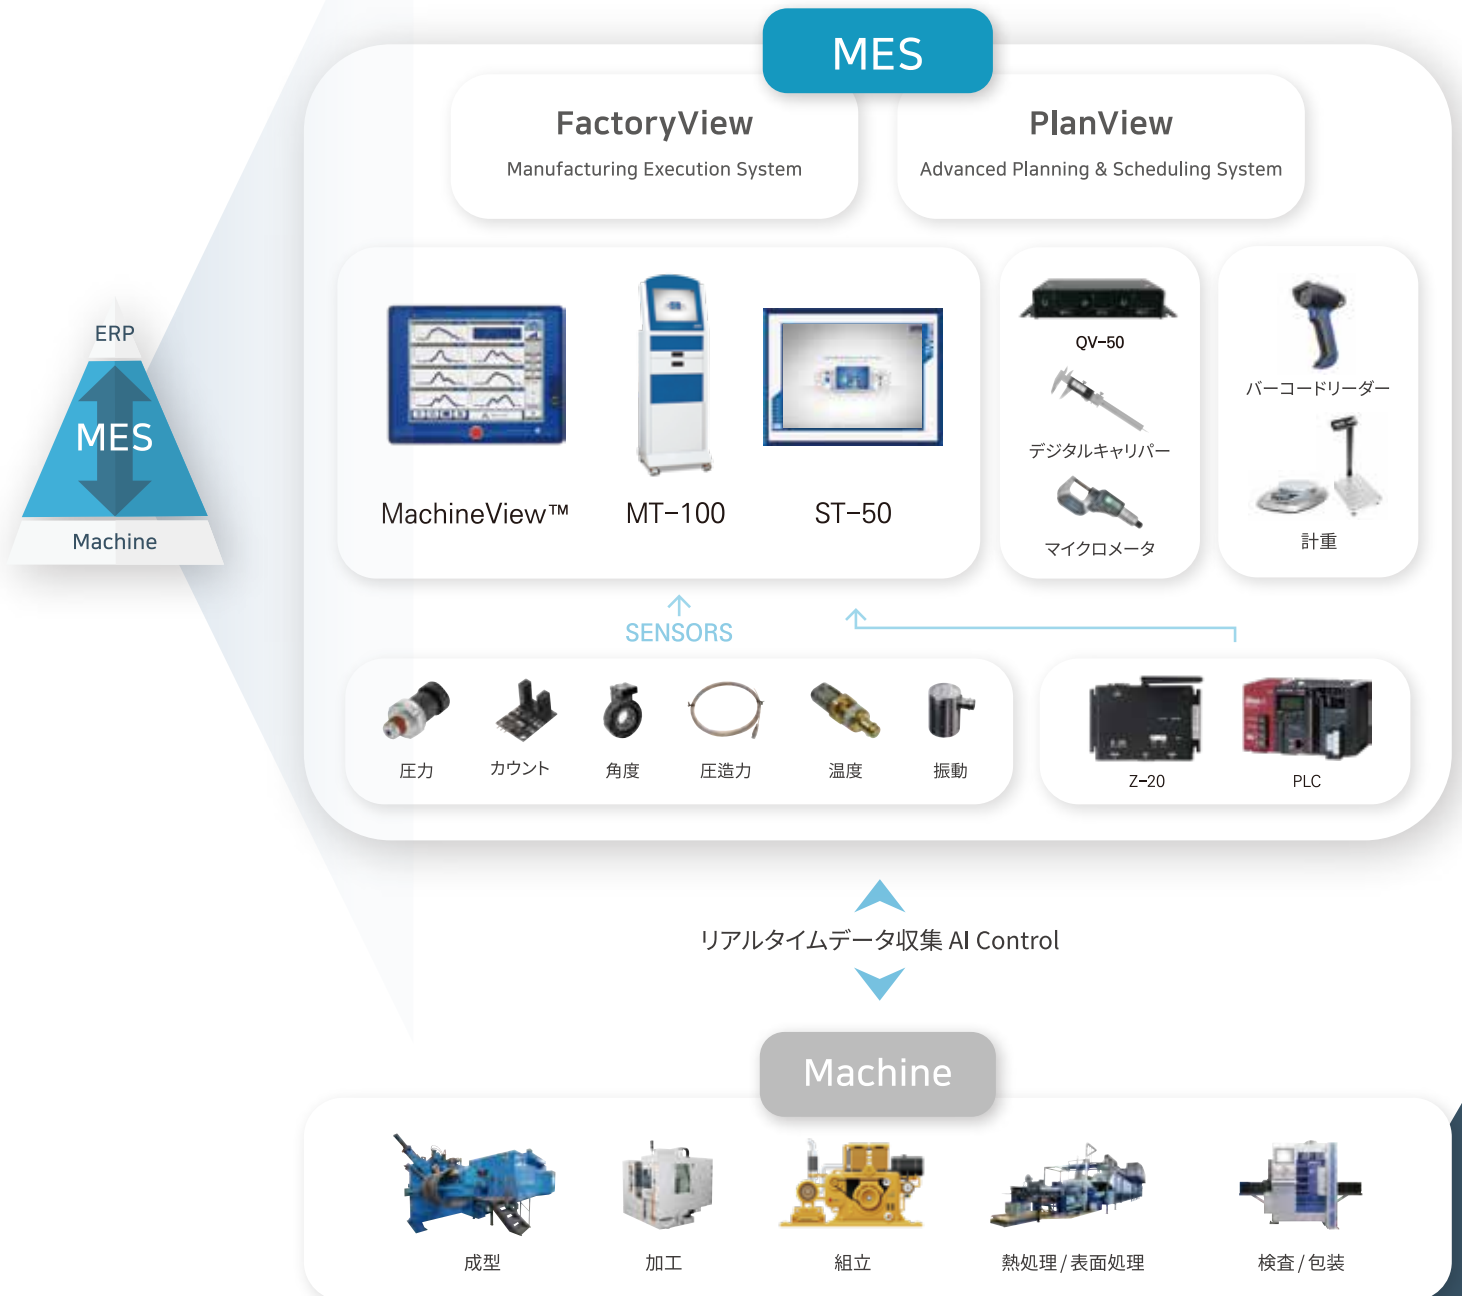 MES
FactoryView
Manufacturing Execution System
PlanView
Advanced Planning & Scheduling System
ERP
MES
Machine
MachineView™
MT-100
ST-50
QV-50
デジタルキャリパー
マイクロメータ
バーコードリーダー
計重
SENSORS
圧力
カウント
角度
圧造力
温度
振動
Z-20
PLC
リアルタイムデータ収集 AI Control
Machine
成型
加工
組立
熱処理 / 表面処理
検査 / 包装